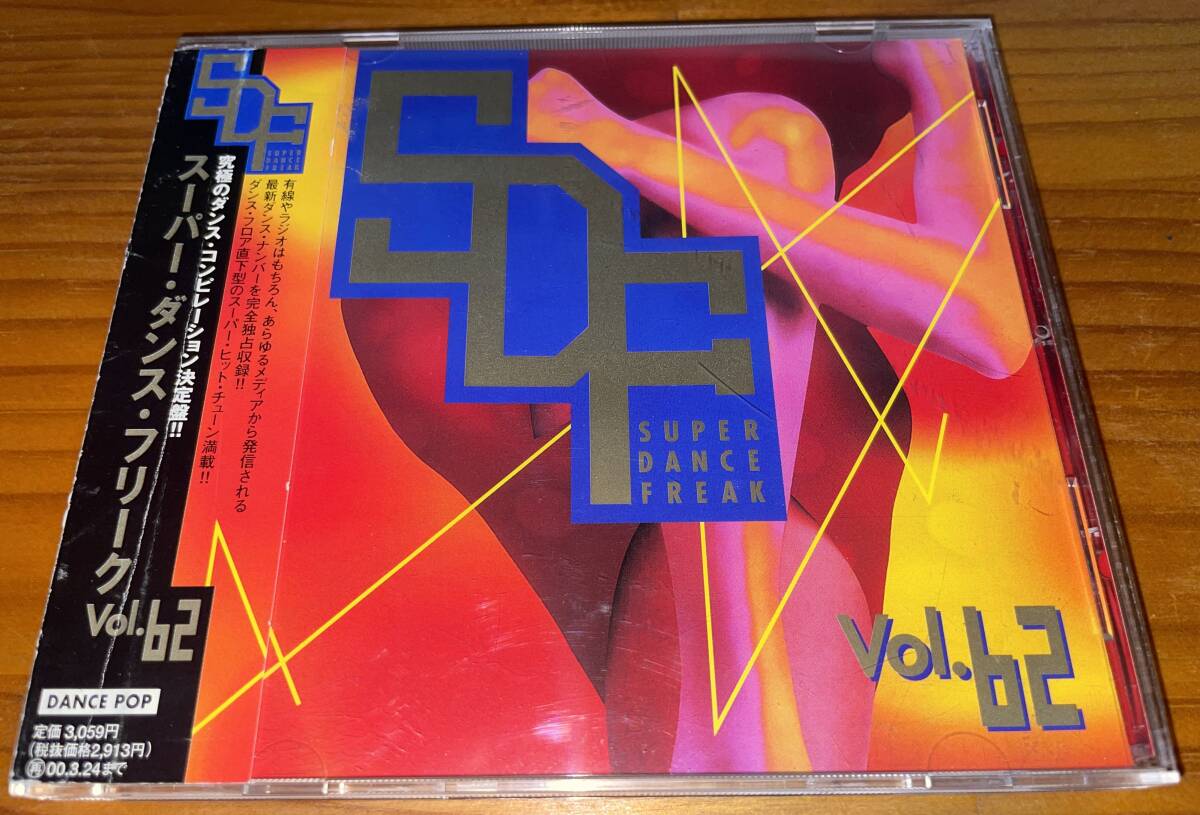 SDF
SUPER
DANCE
FREAK
究極のダンス・コンピレーション決定盤!!
スーパー・ダンス・フリーク
Vol.62
有線やラジオはもちろん、あらゆるメディアから発信される
最新ダンス・ナンバーを完全独占収録!!
ダンス・フロア直下型のスーパー・ヒット・チューン満載!!
DANCE POP
定価3,059円
(税抜価格2,913円)
再00.3.24まで
SDF
SUPER
DANCE
FREAK
Vol.62